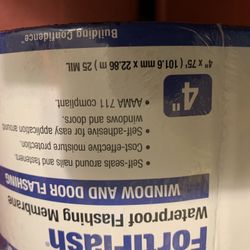 FortiFlash®
Waterproof Flashing Membrane
WINDOW AND DOOR FLASHING
• Self-seals around nails and fasteners.
• Cost-effective moisture protection.
• Self-adhesive for easy application around
windows and doors.
• AAMA 711 compliant.
4"
4" x 75' ( 101.6 mm x 22.86 m ) 25 MIL
Building Confidence™